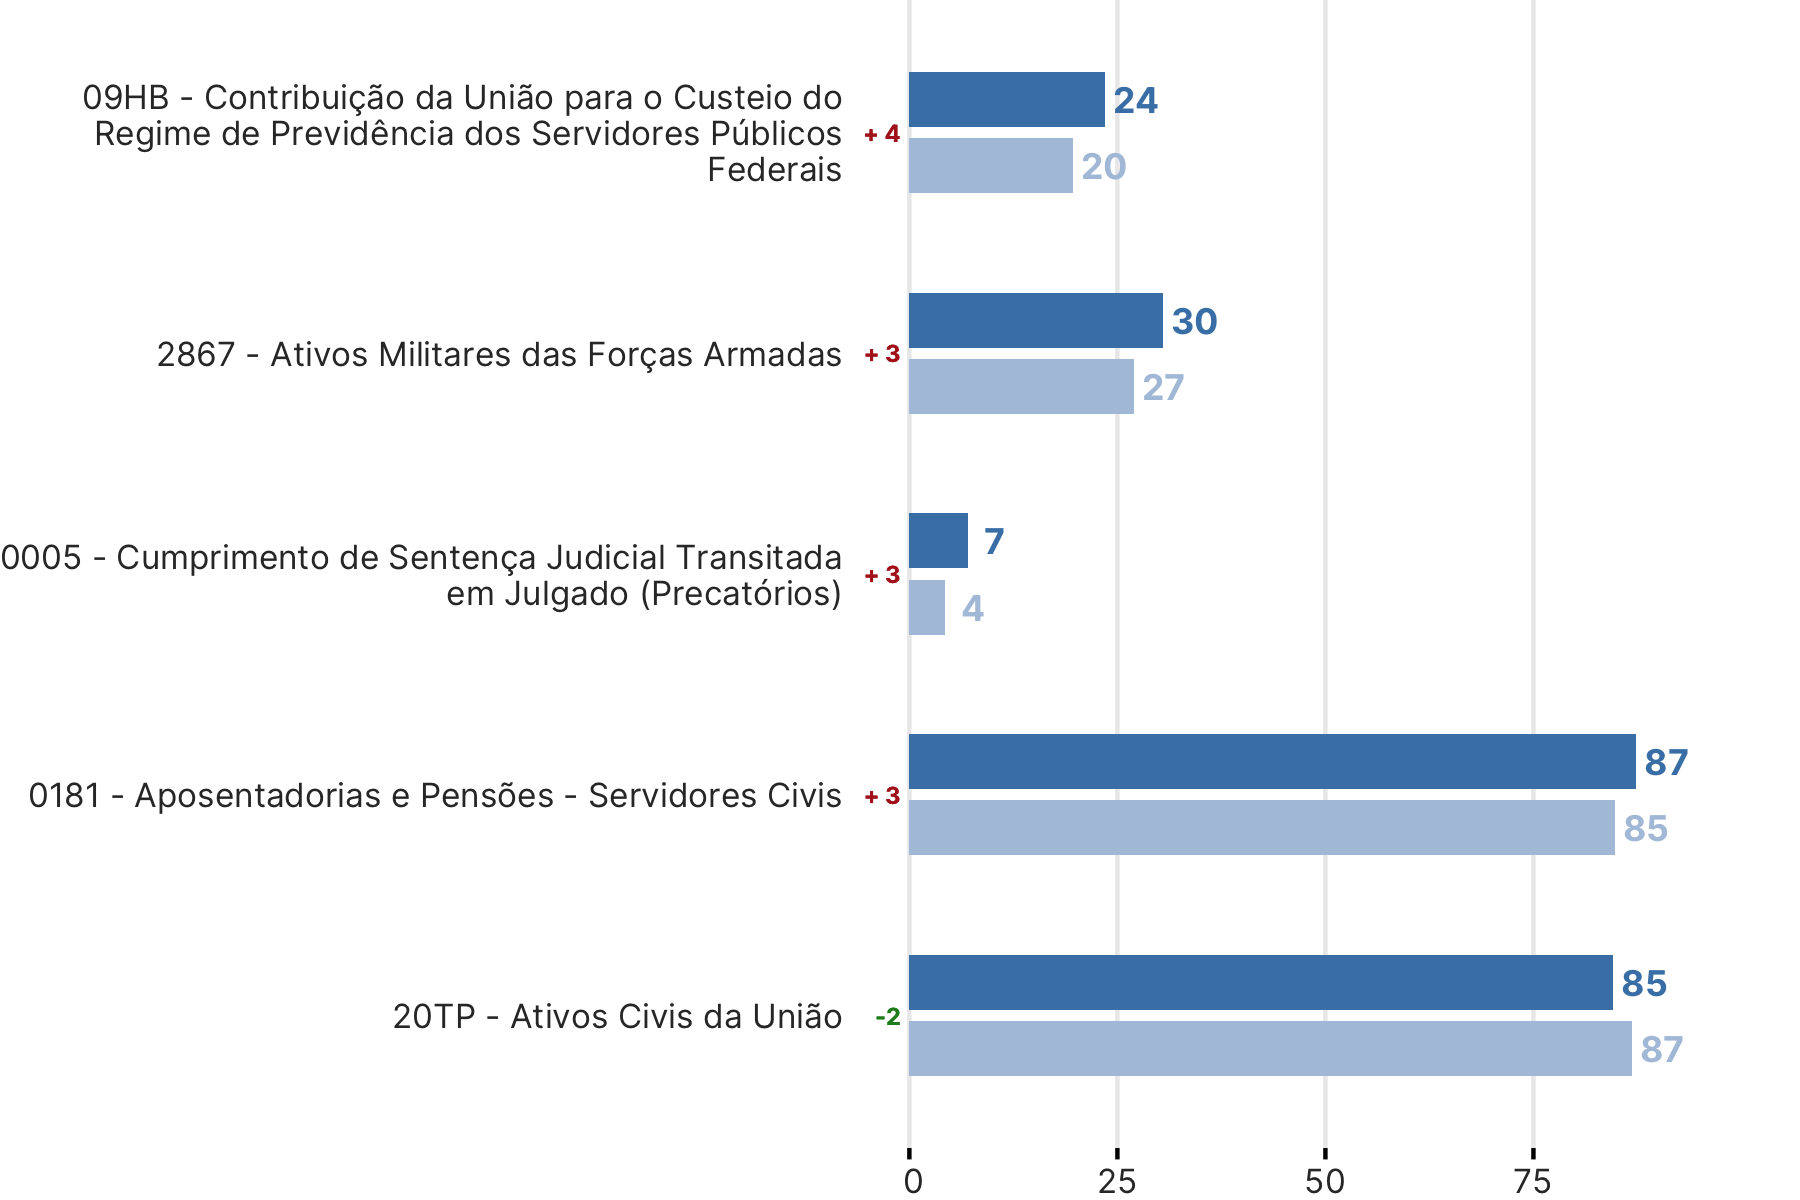 09HB - Contribuição da União para o Custeio do
Regime de Previdência dos Servidores Públicos
Federais
+ 4
24
20
2867 - Ativos Militares das Forças Armadas
+ 3
30
27
0005 - Cumprimento de Sentença Judicial Transitada
em Julgado (Precatórios)
+ 3
7
4
0181 - Aposentadorias e Pensões - Servidores Civis
+ 3
87
85
20TP - Ativos Civis da União
-2
85
87
0 25 50 75